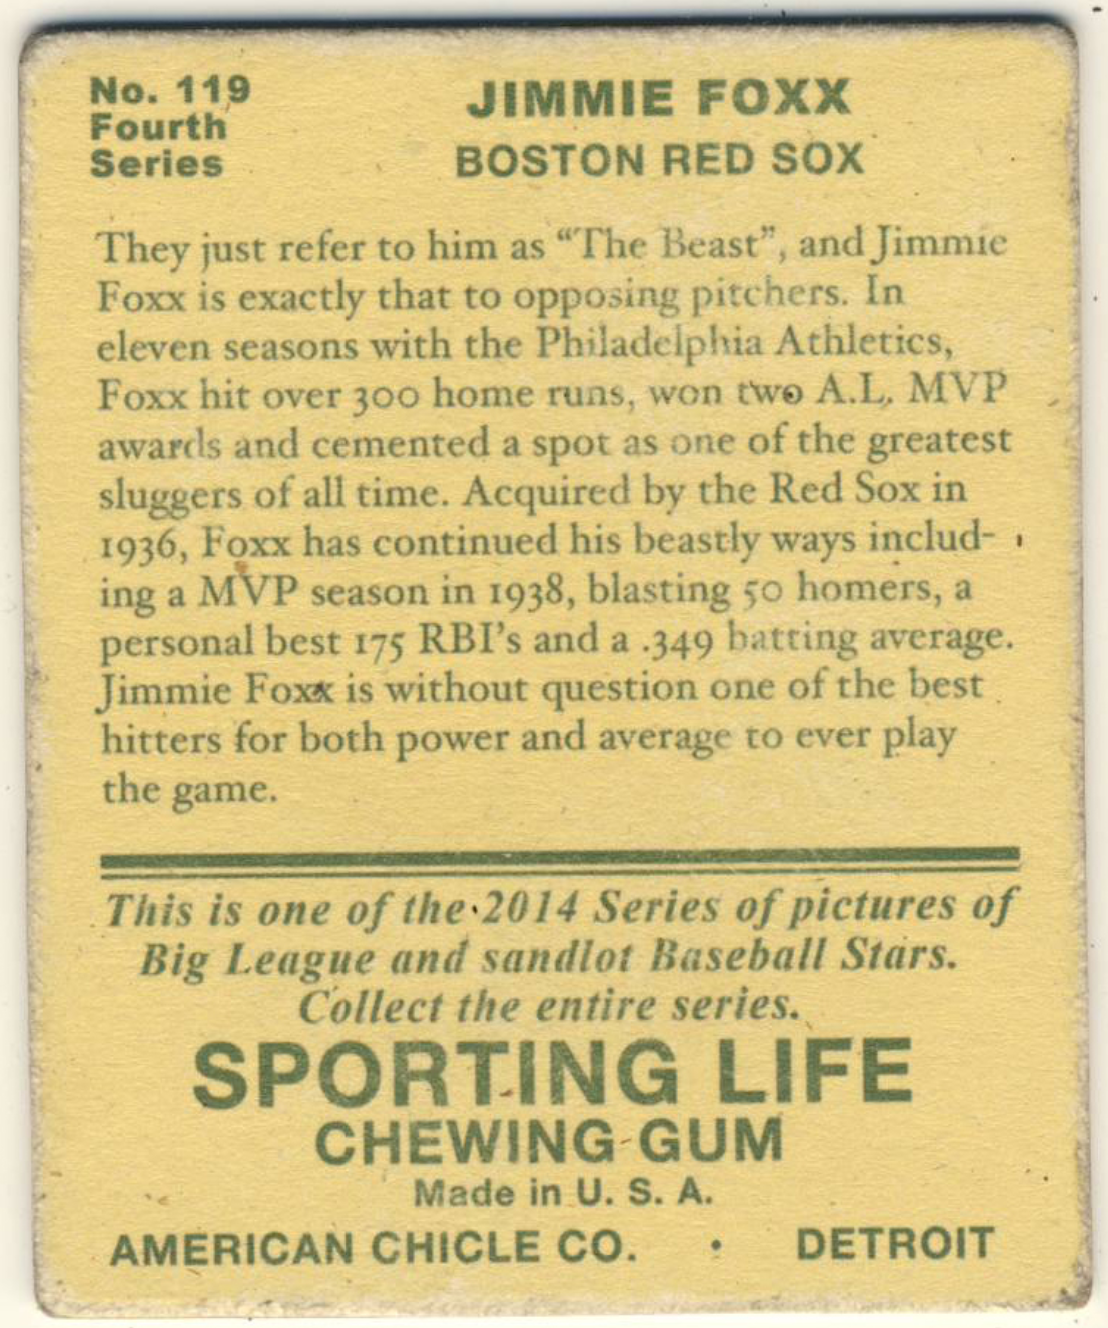 No. 119
Fourth
Series
JIMMIE FOXX
BOSTON RED SOX
They just refer to him as “The Beast”, and Jimmie
Foxx is exactly that to opposing pitchers. In
eleven seasons with the Philadelphia Athletics,
Foxx hit over 300 home runs, won two A.L. MVP
awards and cemented a spot as one of the greatest
sluggers of all time. Acquired by the Red Sox in
1936, Foxx has continued his beastly ways includ-
ing a MVP season in 1938, blasting 50 homers, a
personal best 175 RBI’s and a .349 batting average.
Jimmie Foxx is without question one of the best
hitters for both power and average to ever play
the game.
This is one of the 2014 Series of pictures of
Big League and sandlot Baseball Stars.
Collect the entire series.
SPORTING LIFE
CHEWING GUM
Made in U. S. A.
AMERICAN CHICLE CO. • DETROIT